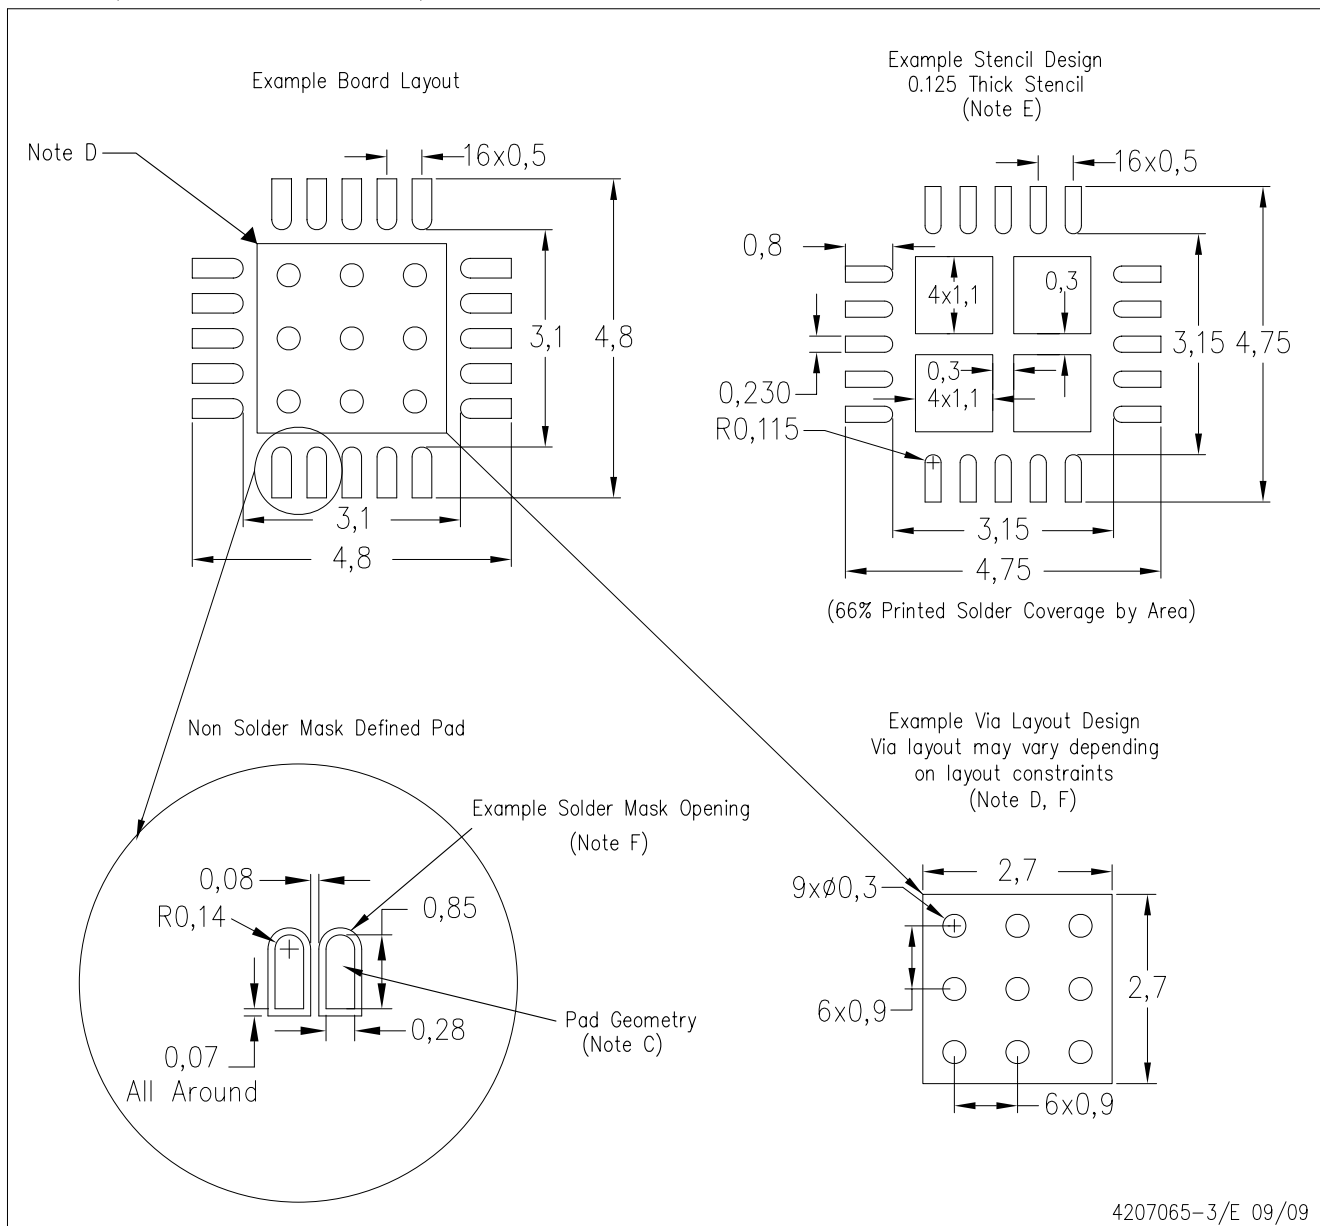 Example Board Layout
Note D
16x0,5
3,1
4,8
3,1
4,8
Example Stencil Design
0.125 Thick Stencil
(Note E)
16x0,5
0,8
4x1,1
0,3
3,15
4,75
0,3
4x1,1
0,230
R0,115
3,15
4,75
(66% Printed Solder Coverage by Area)
Non Solder Mask Defined Pad
Example Solder Mask Opening
(Note F)
0,08
R0,14
0,85
0,28
Pad Geometry
(Note C)
0,07
All Around
Example Via Layout Design
Via layout may vary depending
on layout constraints
(Note D, F)
2,7
9xø0,3
6x0,9
2,7
6x0,9
4207065-3/E 09/09